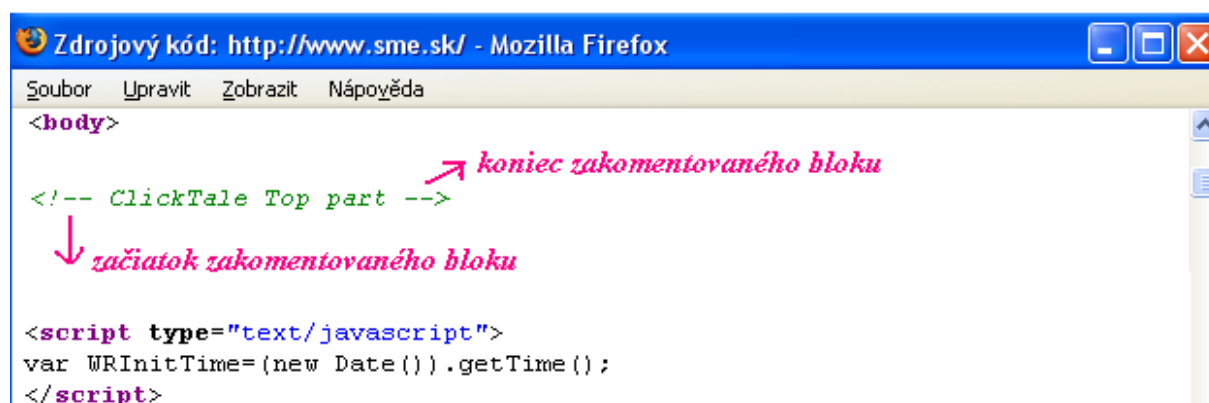 Zdrojový kód: http://www.sme.sk/ - Mozilla Firefox
Soubor Upravit Zobrazit Nápověda
<body>
koniec zakomentovaného bloku
<!-- ClickTale Top part -->
začiatok zakomentovaného bloku
<script type="text/javascript">
var WRInitTime=(new Date()).getTime();
</script>